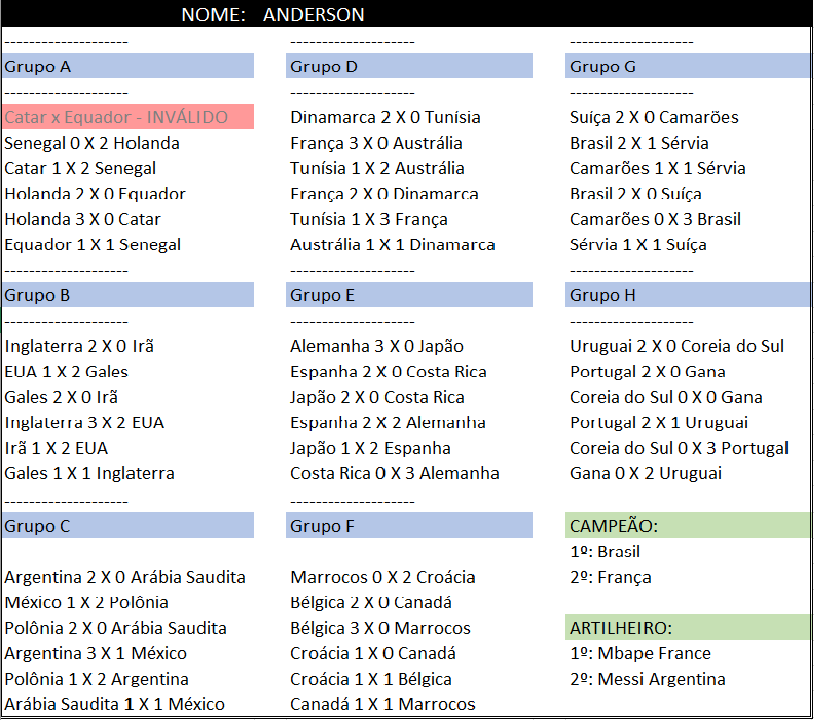 NOME: ANDERSON
--------------------
Grupo A
--------------------
Catar x Equador - INVÁLIDO
Senegal 0 X 2 Holanda
Catar 1 X 2 Senegal
Holanda 2 X 0 Equador
Holanda 3 X 0 Catar
Equador 1 X 1 Senegal
--------------------
Grupo B
--------------------
Inglaterra 2 X 0 Irã
EUA 1 X 2 Gales
Gales 2 X 0 Irã
Inglaterra 3 X 2 EUA
Irã 1 X 2 EUA
Gales 1 X 1 Inglaterra
--------------------
Grupo C
Argentina 2 X 0 Arábia Saudita
México 1 X 2 Polônia
Polônia 2 X 0 Arábia Saudita
Argentina 3 X 1 México
Polônia 1 X 2 Argentina
Arábia Saudita 1 X 1 México
--------------------
Grupo D
--------------------
Dinamarca 2 X 0 Tunísia
França 3 X 0 Austrália
Tunísia 1 X 2 Austrália
França 2 X 0 Dinamarca
Tunísia 1 X 3 França
Austrália 1 X 1 Dinamarca
--------------------
Grupo E
--------------------
Alemanha 3 X 0 Japão
Espanha 2 X 0 Costa Rica
Japão 2 X 0 Costa Rica
Espanha 2 X 2 Alemanha
Japão 1 X 2 Espanha
Costa Rica 0 X 3 Alemanha
--------------------
Grupo F
Marrocos 0 X 2 Croácia
Bélgica 2 X 0 Canadá
Bélgica 3 X 0 Marrocos
Croácia 1 X 0 Canadá
Croácia 1 X 1 Bélgica
Canadá 1 X 1 Marrocos
--------------------
Grupo G
--------------------
Suíça 2 X 0 Camarões
Brasil 2 X 1 Sérvia
Camarões 1 X 1 Sérvia
Brasil 2 X 0 Suíça
Camarões 0 X 3 Brasil
Sérvia 1 X 1 Suíça
--------------------
Grupo H
--------------------
Uruguai 2 X 0 Coreia do Sul
Portugal 2 X 0 Gana
Coreia do Sul 0 X 0 Gana
Portugal 2 X 1 Uruguai
Coreia do Sul 0 X 3 Portugal
Gana 0 X 2 Uruguai
CAMPEÃO:
1º: Brasil
2º: França
ARTILHEIRO:
1º: Mbape France
2º: Messi Argentina